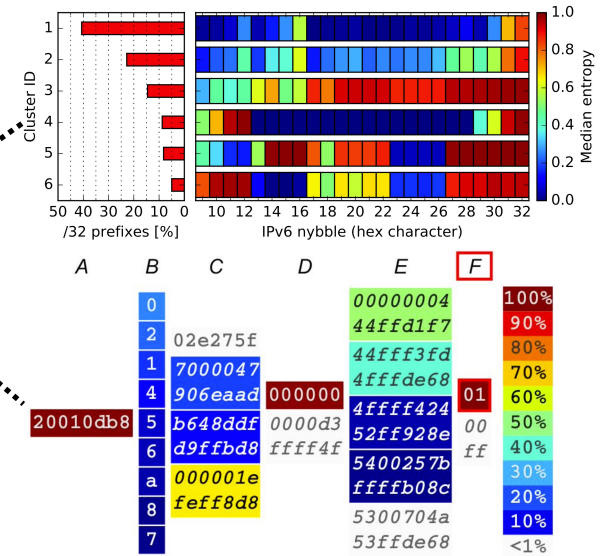 1
2
3
4
5
6
Cluster ID
50 40 30 20 10 0
/32 prefixes [%]
10 12 14 16 18 20 22 24 26 28 30 32
IPv6 nybble (hex character)
1.0
0.8
0.6
0.4
0.2
0.0
Median entropy
A B C D E F
20010db8
0
2
1
4
5
6
a
8
7
02e275f
7000047
906eaad
b648ddf
d9ffbd8
000001e
feff8d8
000000
0000d3
ffff4f
00000004
44ffd1f7
44fff3fd
4fffde68
4ffff424
52ff928e
5400257b
ffffb08c
5300704a
53ffde68
01
00
ff
100%
90%
80%
70%
60%
50%
40%
30%
20%
10%
<1%